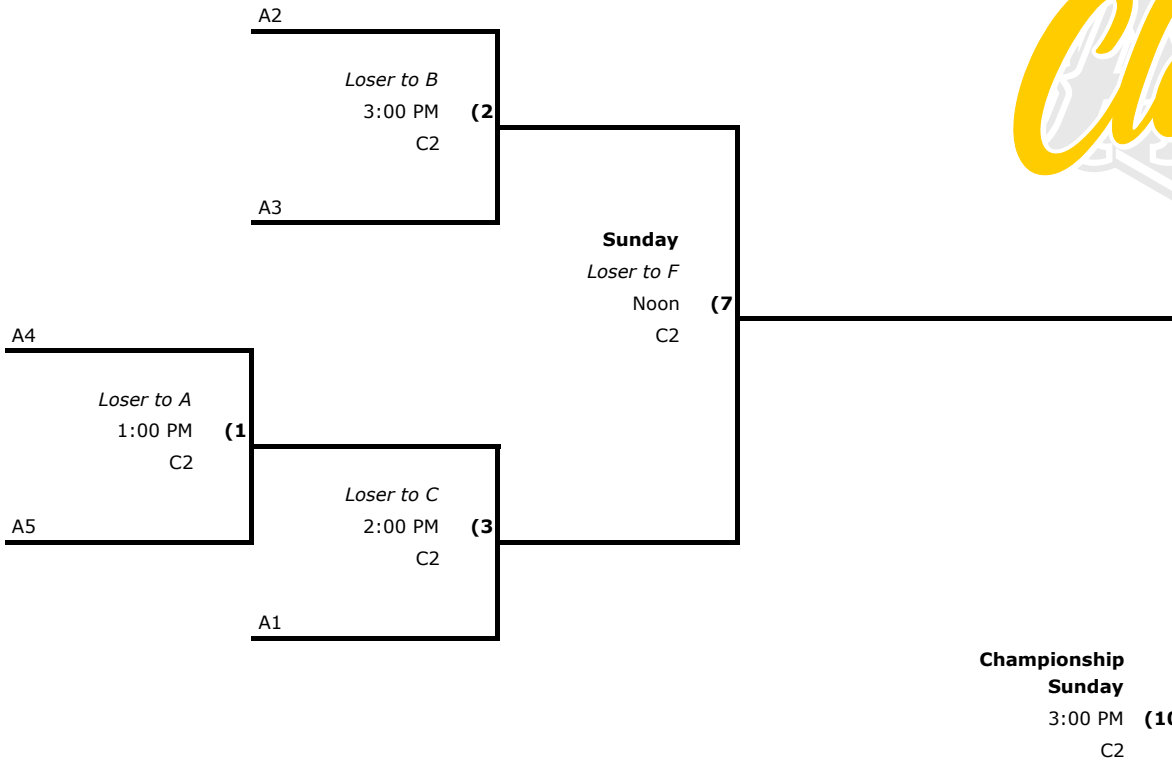 A2
Loser to B
3:00 PM (2
C2
A3
Sunday
Loser to F
Noon (7
C2
A4
Loser to A
1:00 PM (1
C2
A5
Loser to C
2:00 PM (3
C2
A1
Championship
Sunday
3:00 PM (10
C2